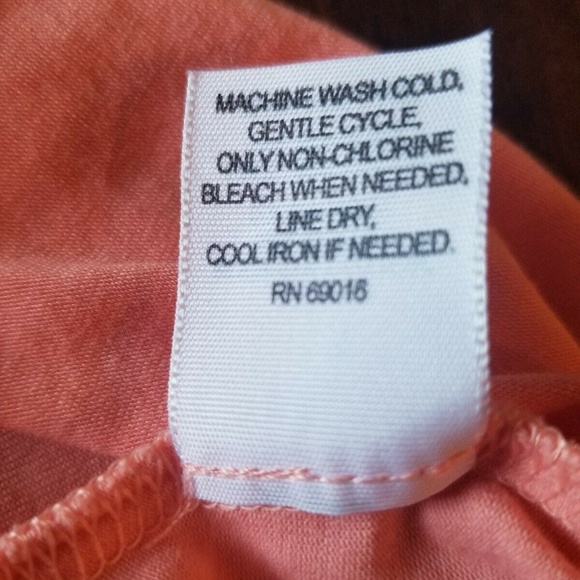 MACHINE WASH COLD,
GENTLE CYCLE,
ONLY NON-CHLORINE
BLEACH WHEN NEEDED,
LINE DRY,
COOL IRON IF NEEDED.
RN 69016